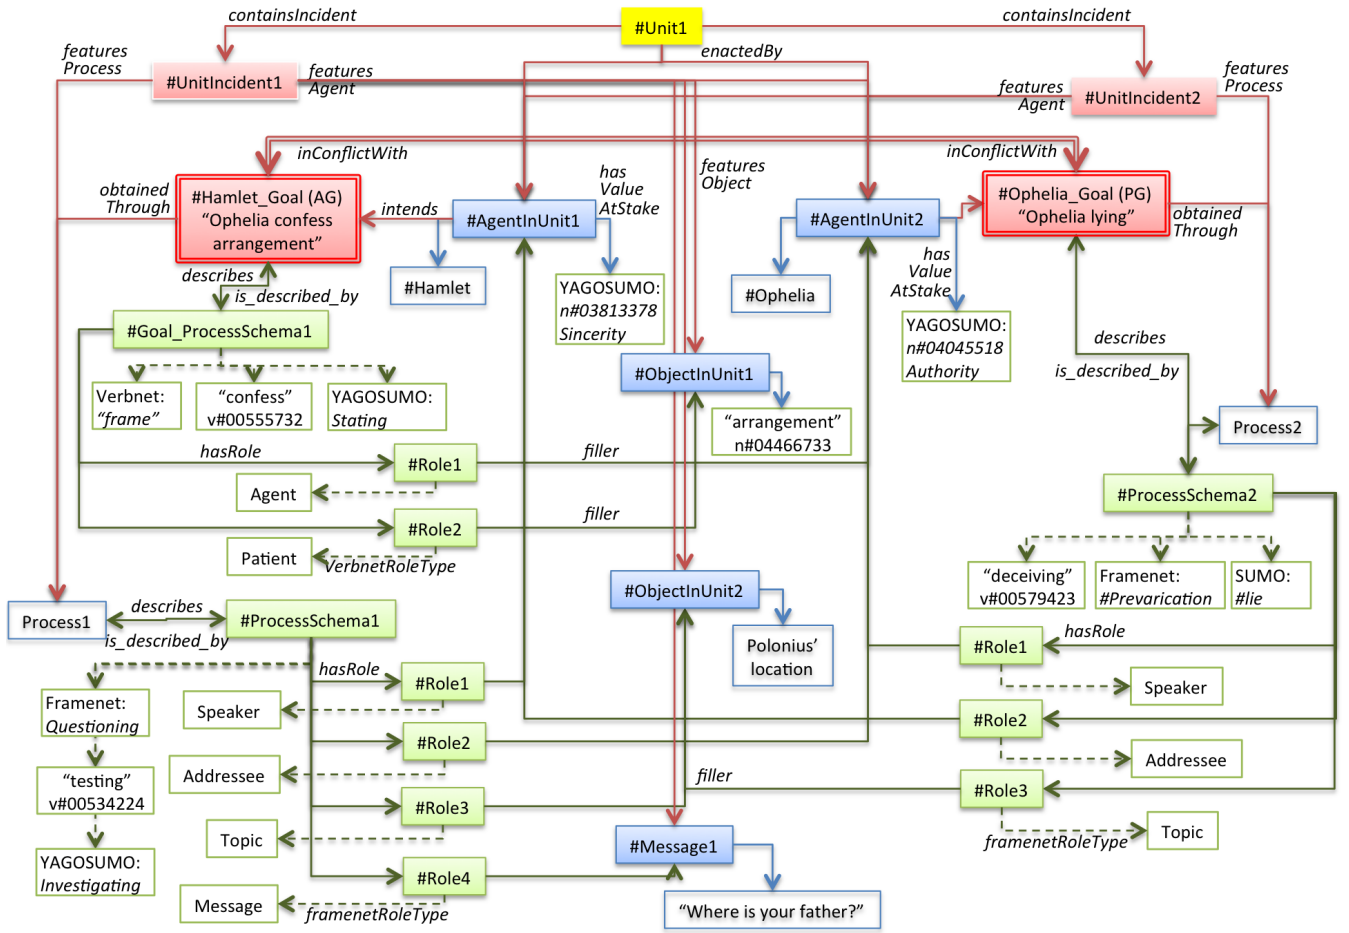 containsIncident
#Unit1
containsIncident
enactedBy
features
Process
#UnitIncident1
features
Agent
features
Agent
#UnitIncident2
features
Process
inConflictWith
inConflictWith
obtained
Through
#Hamlet_Goal (AG)
“Ophelia confess
arrangement”
intends
#AgentInUnit1
has
Value
AtStake
features
Object
#AgentInUnit2
#Ophelia_Goal (PG)
“Ophelia lying”
obtained
Through
describes
is_described_by
#Hamlet
YAGOSUMO:
n#03813378
Sincerity
#Ophelia
has
Value
AtStake
YAGOSUMO:
n#04045518
Authority
#Goal_ProcessSchema1
describes
is_described_by
Verbnet:
“frame”
“confess”
v#00555732
YAGOSUMO:
Stating
#ObjectInUnit1
“arrangement”
n#04466733
Process2
hasRole
#Role1
filler
Agent
#ProcessSchema2
#Role2
filler
Patient
VerbnetRoleType
“deceiving”
v#00579423
Framenet:
#Prevarication
SUMO:
#lie
Process1
describes
is_described_by
#ProcessSchema1
#ObjectInUnit2
Polonius’
location
hasRole
#Role1
Speaker
Framenet:
Questioning
hasRole
#Role1
Speaker
#Role2
Addressee
#Role2
Addressee
“testing”
v#00534224
#Role3
Topic
filler
#Role3
framenetRoleType
Topic
YAGOSUMO:
Investigating
#Message1
#Role4
Message
framenetRoleType
“Where is your father?”